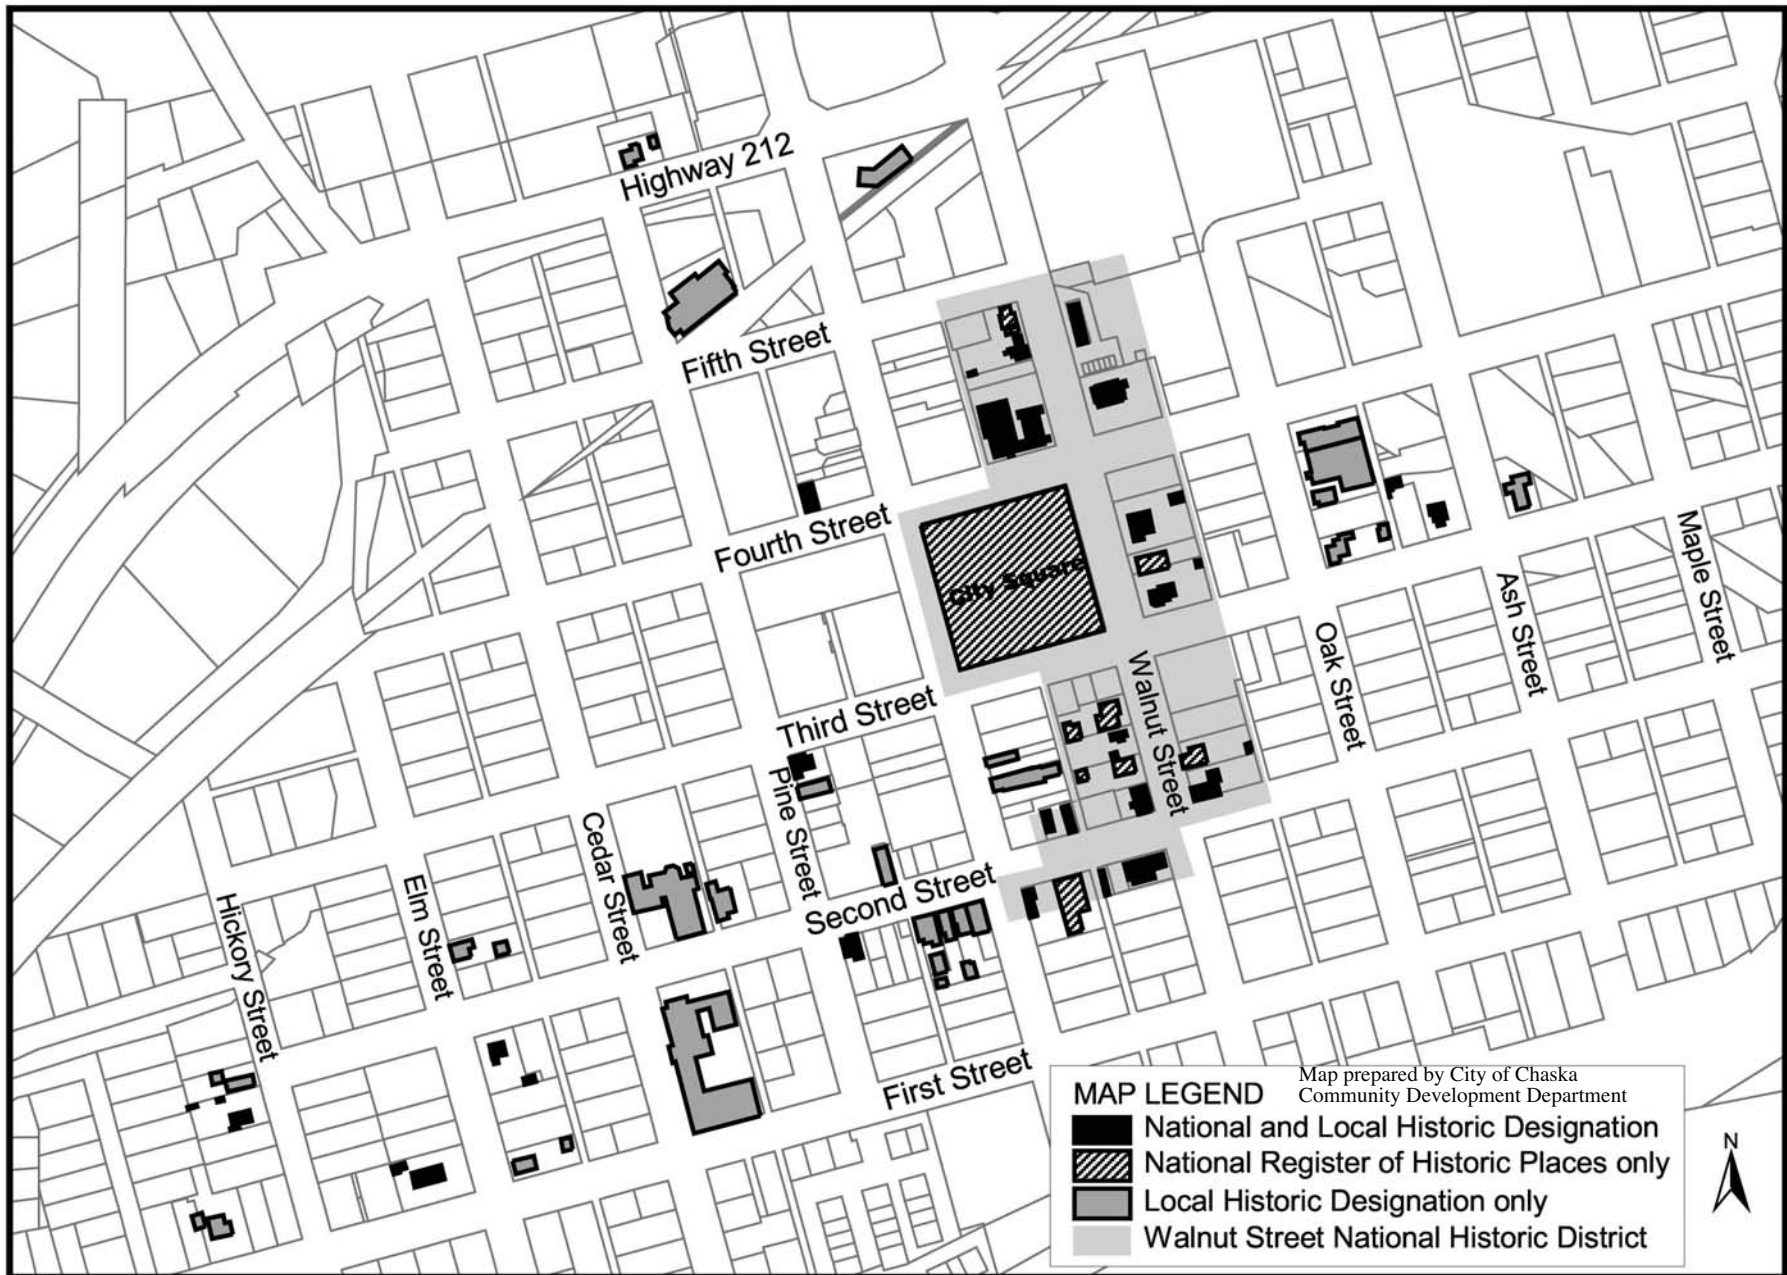 Highway 212
Fifth Street
Fourth Street
City Square
Maple Street
Ash Street
Oak Street
Walnut Street
Third Street
Pine Street
Cedar Street
Second Street
Elm Street
Hickory Street
First Street
Map prepared by City of Chaska
Community Development Department
MAP LEGEND
National and Local Historic Designation
National Register of Historic Places only
Local Historic Designation only
Walnut Street National Historic District
N